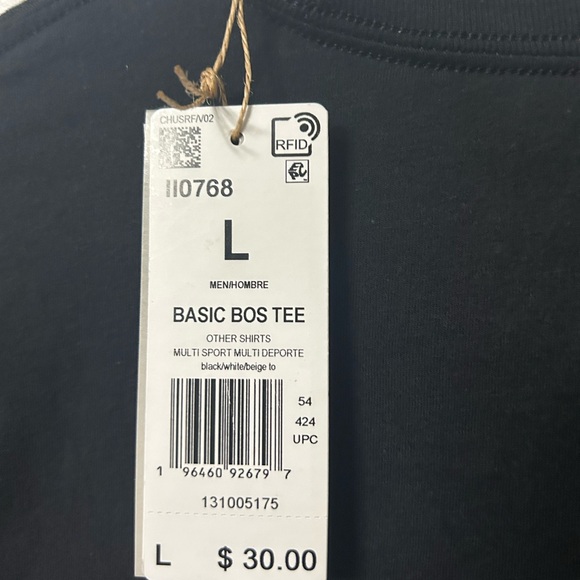 CHUSRF/V02
RFID
II0768
L
MEN/HOMBRE
BASIC BOS TEE
OTHER SHIRTS
MULTI SPORT MULTI DEPORTE
black/white/beige to
54
424
UPC
1 96460 92679 7
131005175
L $ 30.00